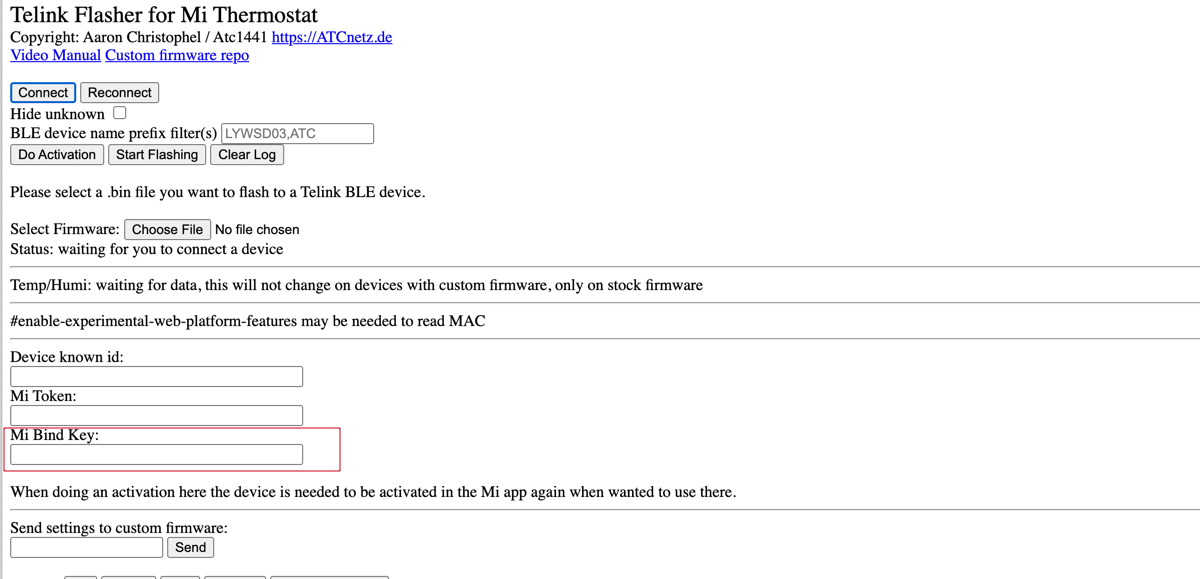 Telink Flasher for Mi Thermostat
Copyright: Aaron Christophel / Atc1441 https://ATCnetz.de
Video Manual Custom firmware repo
Connect Reconnect
Hide unknown
BLE device name prefix filter(s) LYWSD03,ATC
Do Activation Start Flashing Clear Log
Please select a .bin file you want to flash to a Telink BLE device.
Select Firmware: Choose File No file chosen
Status: waiting for you to connect a device
Temp/Humi: waiting for data, this will not change on devices with custom firmware, only on stock firmware
#enable-experimental-web-platform-features may be needed to read MAC
Device known id:
Mi Token:
Mi Bind Key:
When doing an activation here the device is needed to be activated in the Mi app again when wanted to use there.
Send settings to custom firmware:
Send